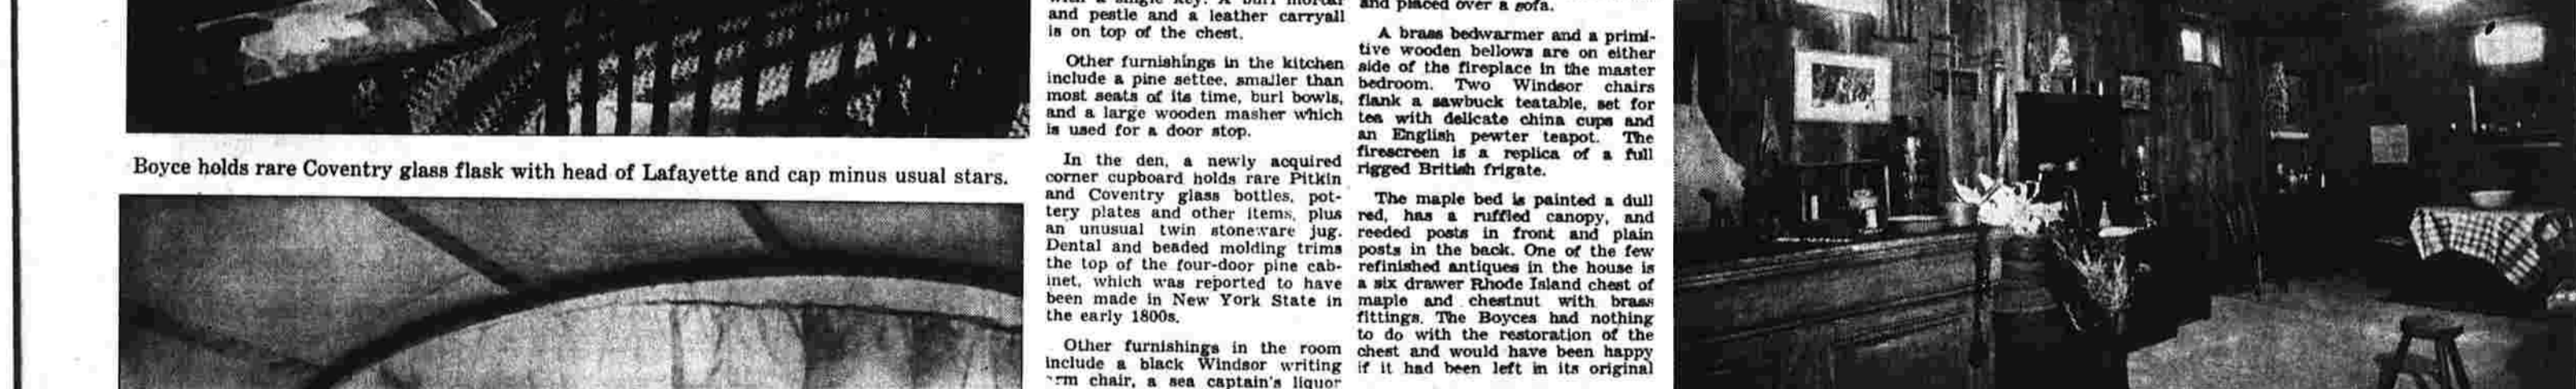 Boyce holds rare Coventry glass flask with head of Lafayette and cap minus usual stars.
with a single key. A burl mortar
and pestle and a leather carryall
is on top of the chest.
Other furnishings in the kitchen
include a pine settee, smaller than
most seats of its time, burl bowls,
and a large wooden masher which
is used for a door stop.
In the den, a newly acquired
corner cupboard holds rare Pitkin
and Coventry glass bottles, pot-
tery plates and other items, plus
an unusual twin stoneware jug.
Dental and beaded molding trims
the top of the four-door pine cab-
inet, which was reported to have
been made in New York State in
the early 1800s.
Other furnishings in the room
include a black Windsor writing
arm chair, a sea captain's liquor
and placed over a sofa.
A brass bedwarmer and a primi-
tive wooden bellows are on either
side of the fireplace in the master
bedroom. Two Windsor chairs
flank a sawbuck teatable, set for
tea with delicate china cups and
an English pewter teapot. The
firescreen is a replica of a full
rigged British frigate.
The maple bed is painted a dull
red, has a ruffled canopy, and
reeded posts in front and plain
posts in the back. One of the few
refinished antiques in the house is
a six drawer Rhode Island chest of
maple and chestnut with brass
fittings. The Boyces had nothing
to do with the restoration of the
chest and would have been happy
if it had been left in its original